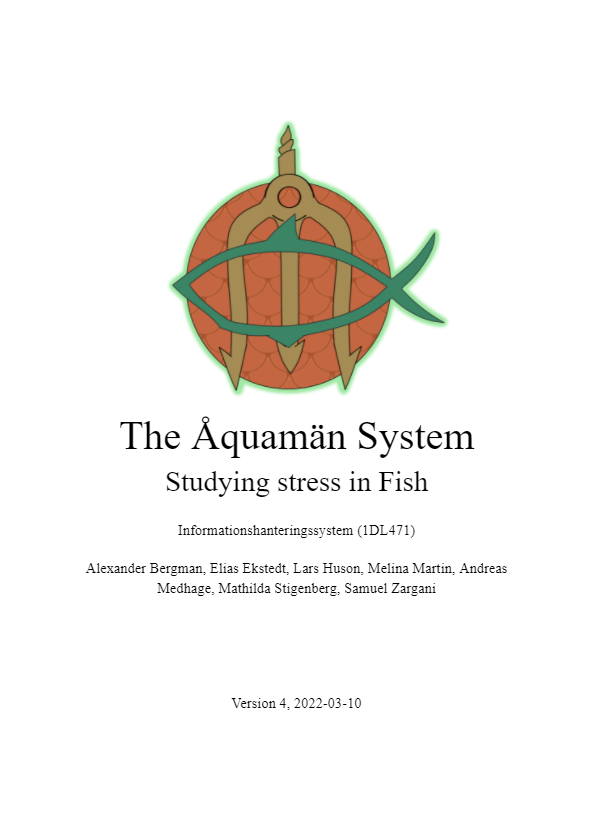 The Åquamän System
Studying stress in Fish
Informationshanteringssystem (1DL471)
Alexander Bergman, Elias Ekstedt, Lars Huson, Melina Martin, Andreas
Medhage, Mathilda Stigenberg, Samuel Zargani
Version 4, 2022-03-10